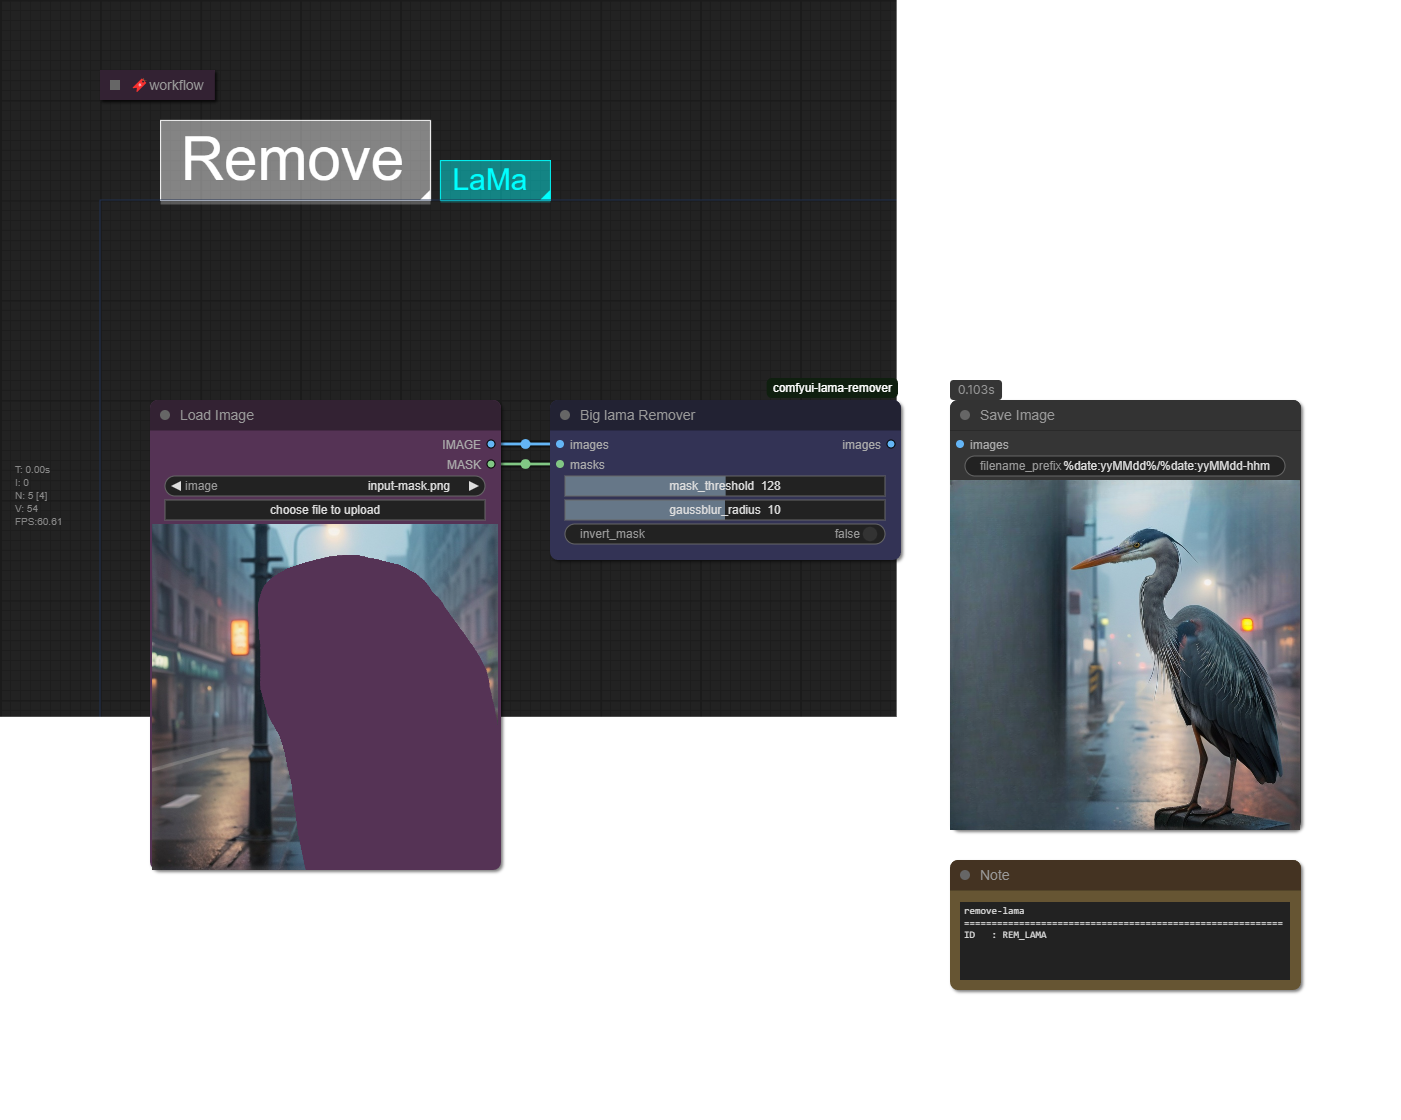 workflow
Remove
LaMa
comfyui-lama-remover
0.103s
Load Image
Big lama Remover
Save Image
IMAGE
images
images
images
MASK
masks
filename_prefix %date:yyMMdd%/%date:yyMMdd-hhm
image input-mask.png
mask_threshold 128
choose file to upload
gaussblur_radius 10
invert_mask false
T: 0.00s
I: 0
N: 5 [4]
V: 54
FPS:60.61
Note
remove-lama
==========================================================
ID : REM_LAMA